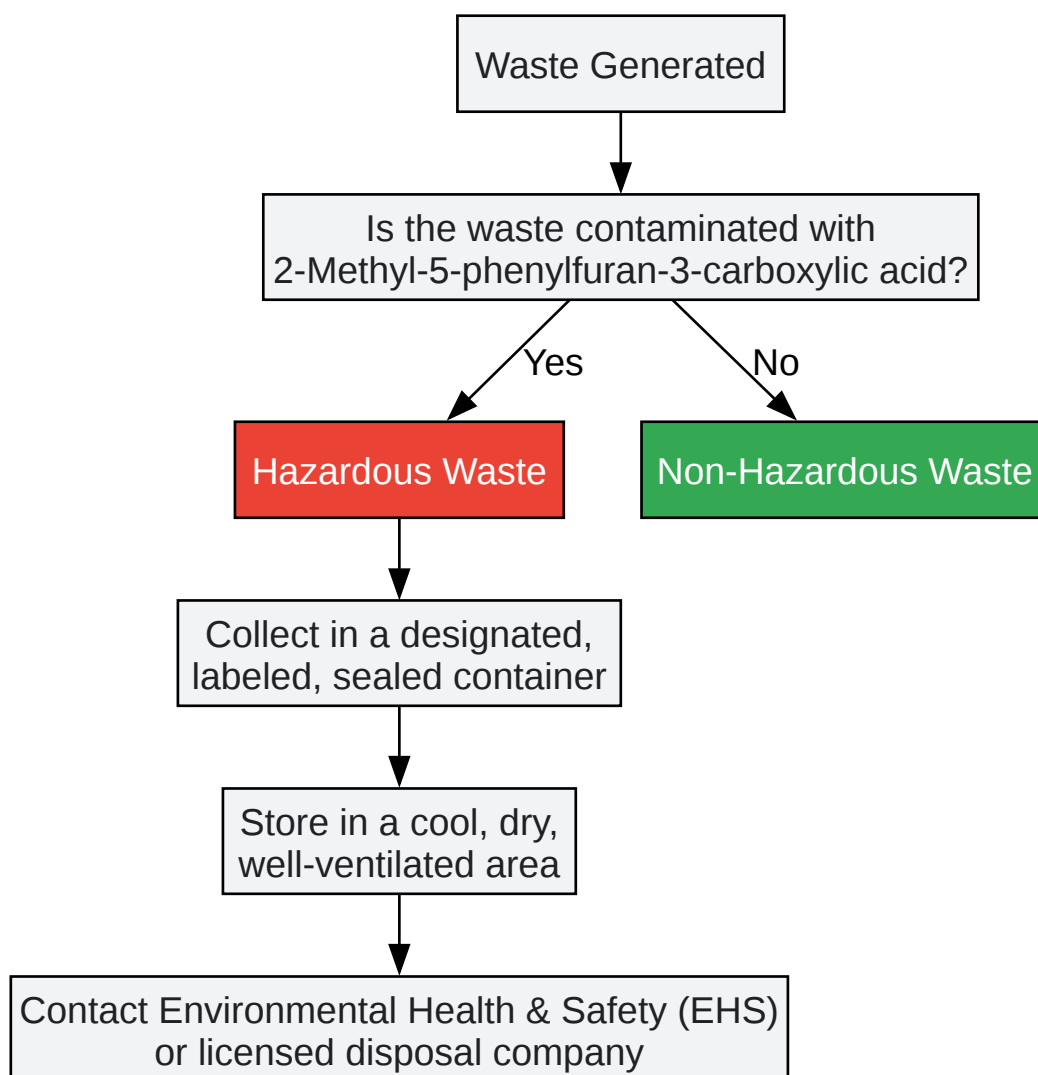 Waste Generated
Is the waste contaminated with
2-Methyl-5-phenylfuran-3-carboxylic acid?
Yes
No
Hazardous Waste
Non-Hazardous Waste
Collect in a designated,
labeled, sealed container
Store in a cool, dry,
well-ventilated area
Contact Environmental Health & Safety (EHS)
or licensed disposal company